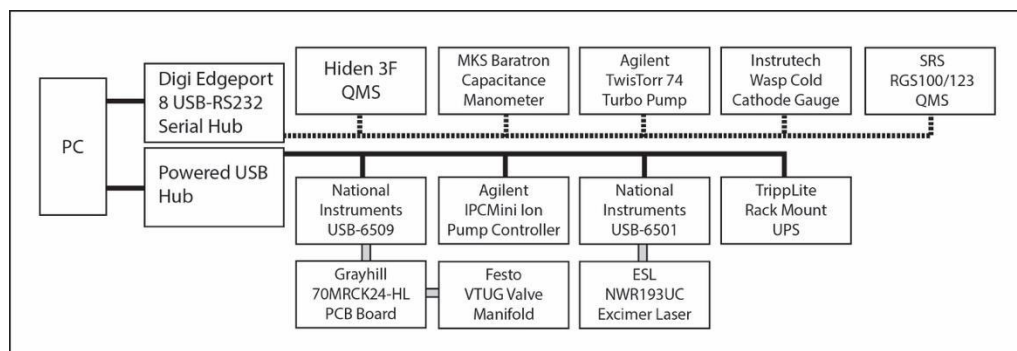 PC
Digi Edgeport
8 USB-RS232
Serial Hub
Hiden 3F
QMS
MKS Baratron
Capacitance
Manometer
Agilent
TwisTorr 74
Turbo Pump
Instrutech
Wasp Cold
Cathode Gauge
SRS
RGS100/123
QMS
Powered USB
Hub
National
Instruments
USB-6509
Agilent
IPCMini Ion
Pump Controller
National
Instruments
USB-6501
TrippLite
Rack Mount
UPS
Grayhill
70MRCK24-HL
PCB Board
Festo
VTUG Valve
Manifold
ESL
NWR193UC
Excimer Laser